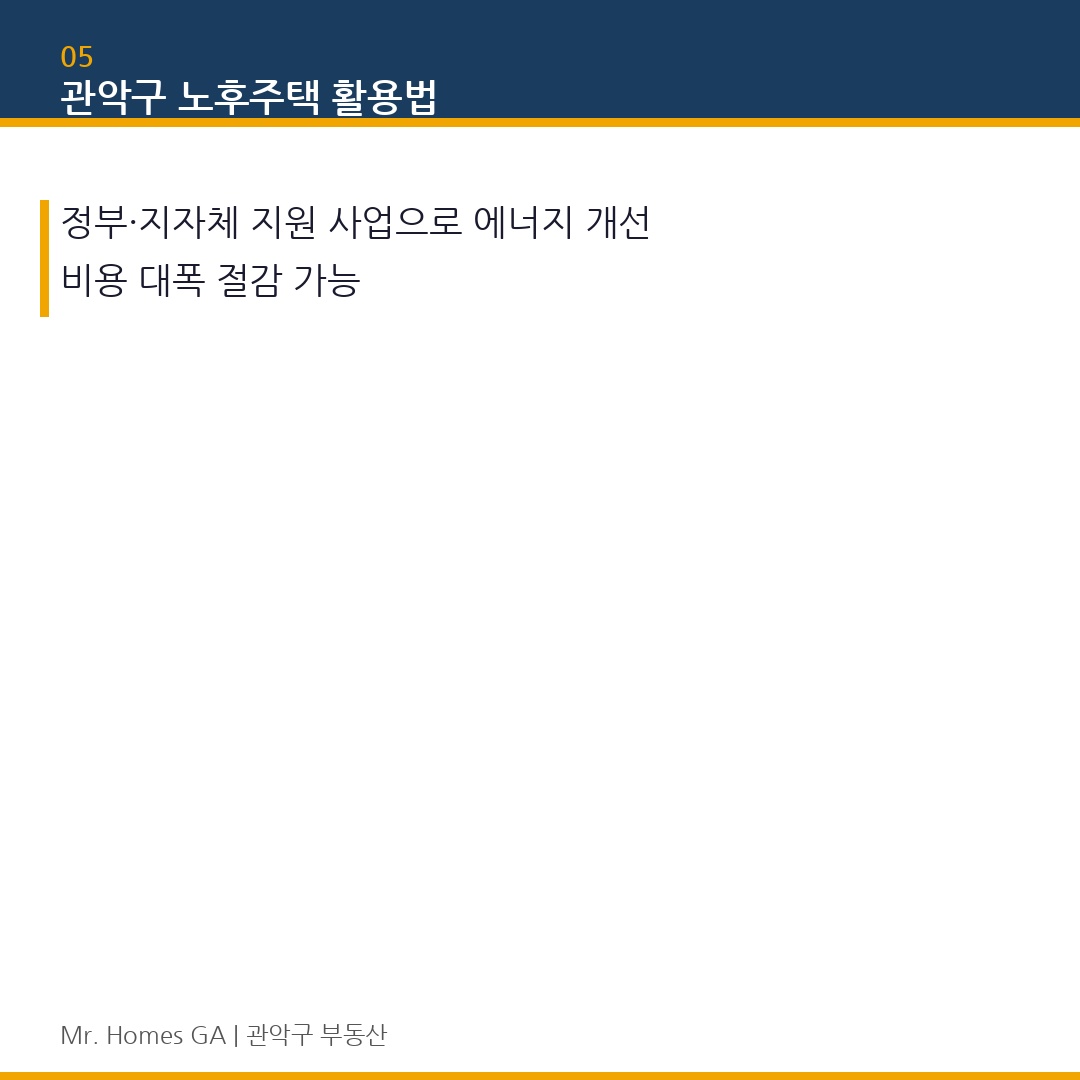 05
관악구 노후주택 활용법
정부·지자체 지원 사업으로 에너지 개선
비용 대폭 절감 가능
Mr. Homes GA | 관악구 부동산